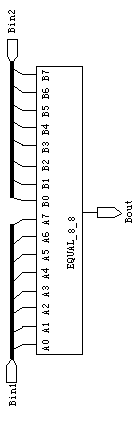 Bin2
B7
B6
B5
B4
B3
B2
B1
B0
A7
A6
A5
A4
A3
A2
A1
A0
EQUAL_8_8
Bout
Bin1